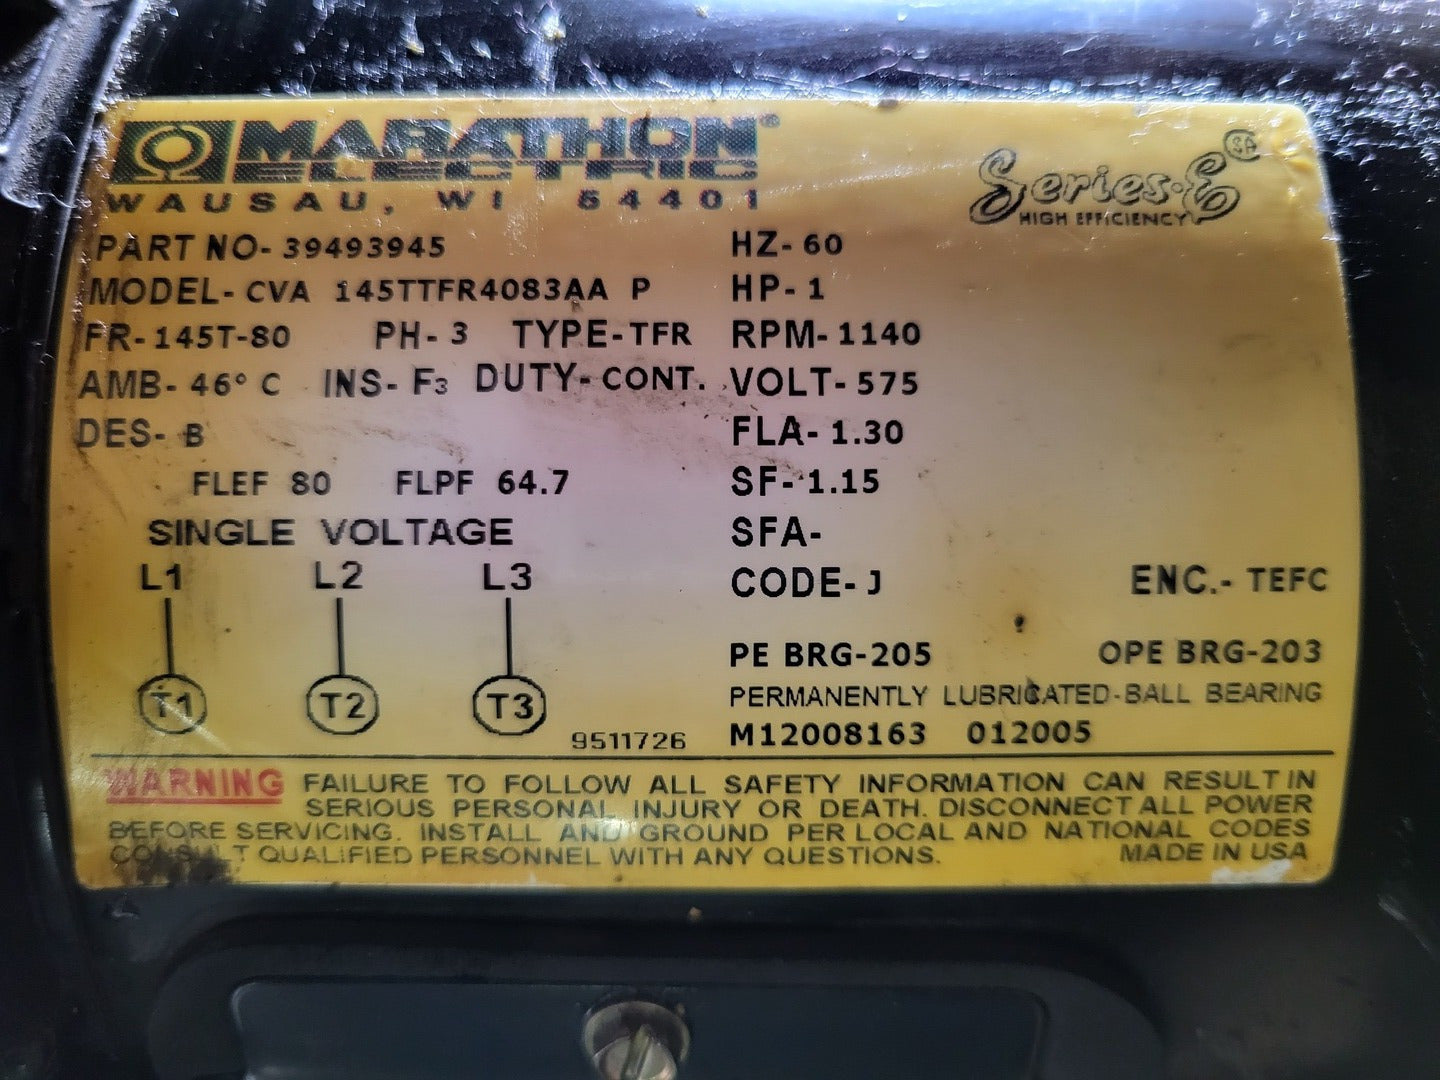 MARATHON®
ELECTRIC
WAUSAU, WI 54401
Series·E
HIGH EFFICIENCY
PART NO- 39493945
HZ- 60
MODEL- CVA 145TTFR4083AA P
HP- 1
FR- 145T-80 PH- 3 TYPE- TFR
RPM- 1140
AMB- 46° C INS- F3 DUTY- CONT.
VOLT- 575
DES- B
FLA- 1.30
FLEF 80 FLPF 64.7
SF- 1.15
SINGLE VOLTAGE
SFA-
L1 L2 L3
CODE- J ENC.- TEFC
PE BRG-205 OPE BRG-203
T1 T2 T3
PERMANENTLY LUBRICATED-BALL BEARING
9511726
M12008163 012005
WARNING FAILURE TO FOLLOW ALL SAFETY INFORMATION CAN RESULT IN
SERIOUS PERSONAL INJURY OR DEATH. DISCONNECT ALL POWER
BEFORE SERVICING. INSTALL AND GROUND PER LOCAL AND NATIONAL CODES
CONSULT QUALIFIED PERSONNEL WITH ANY QUESTIONS. MADE IN USA